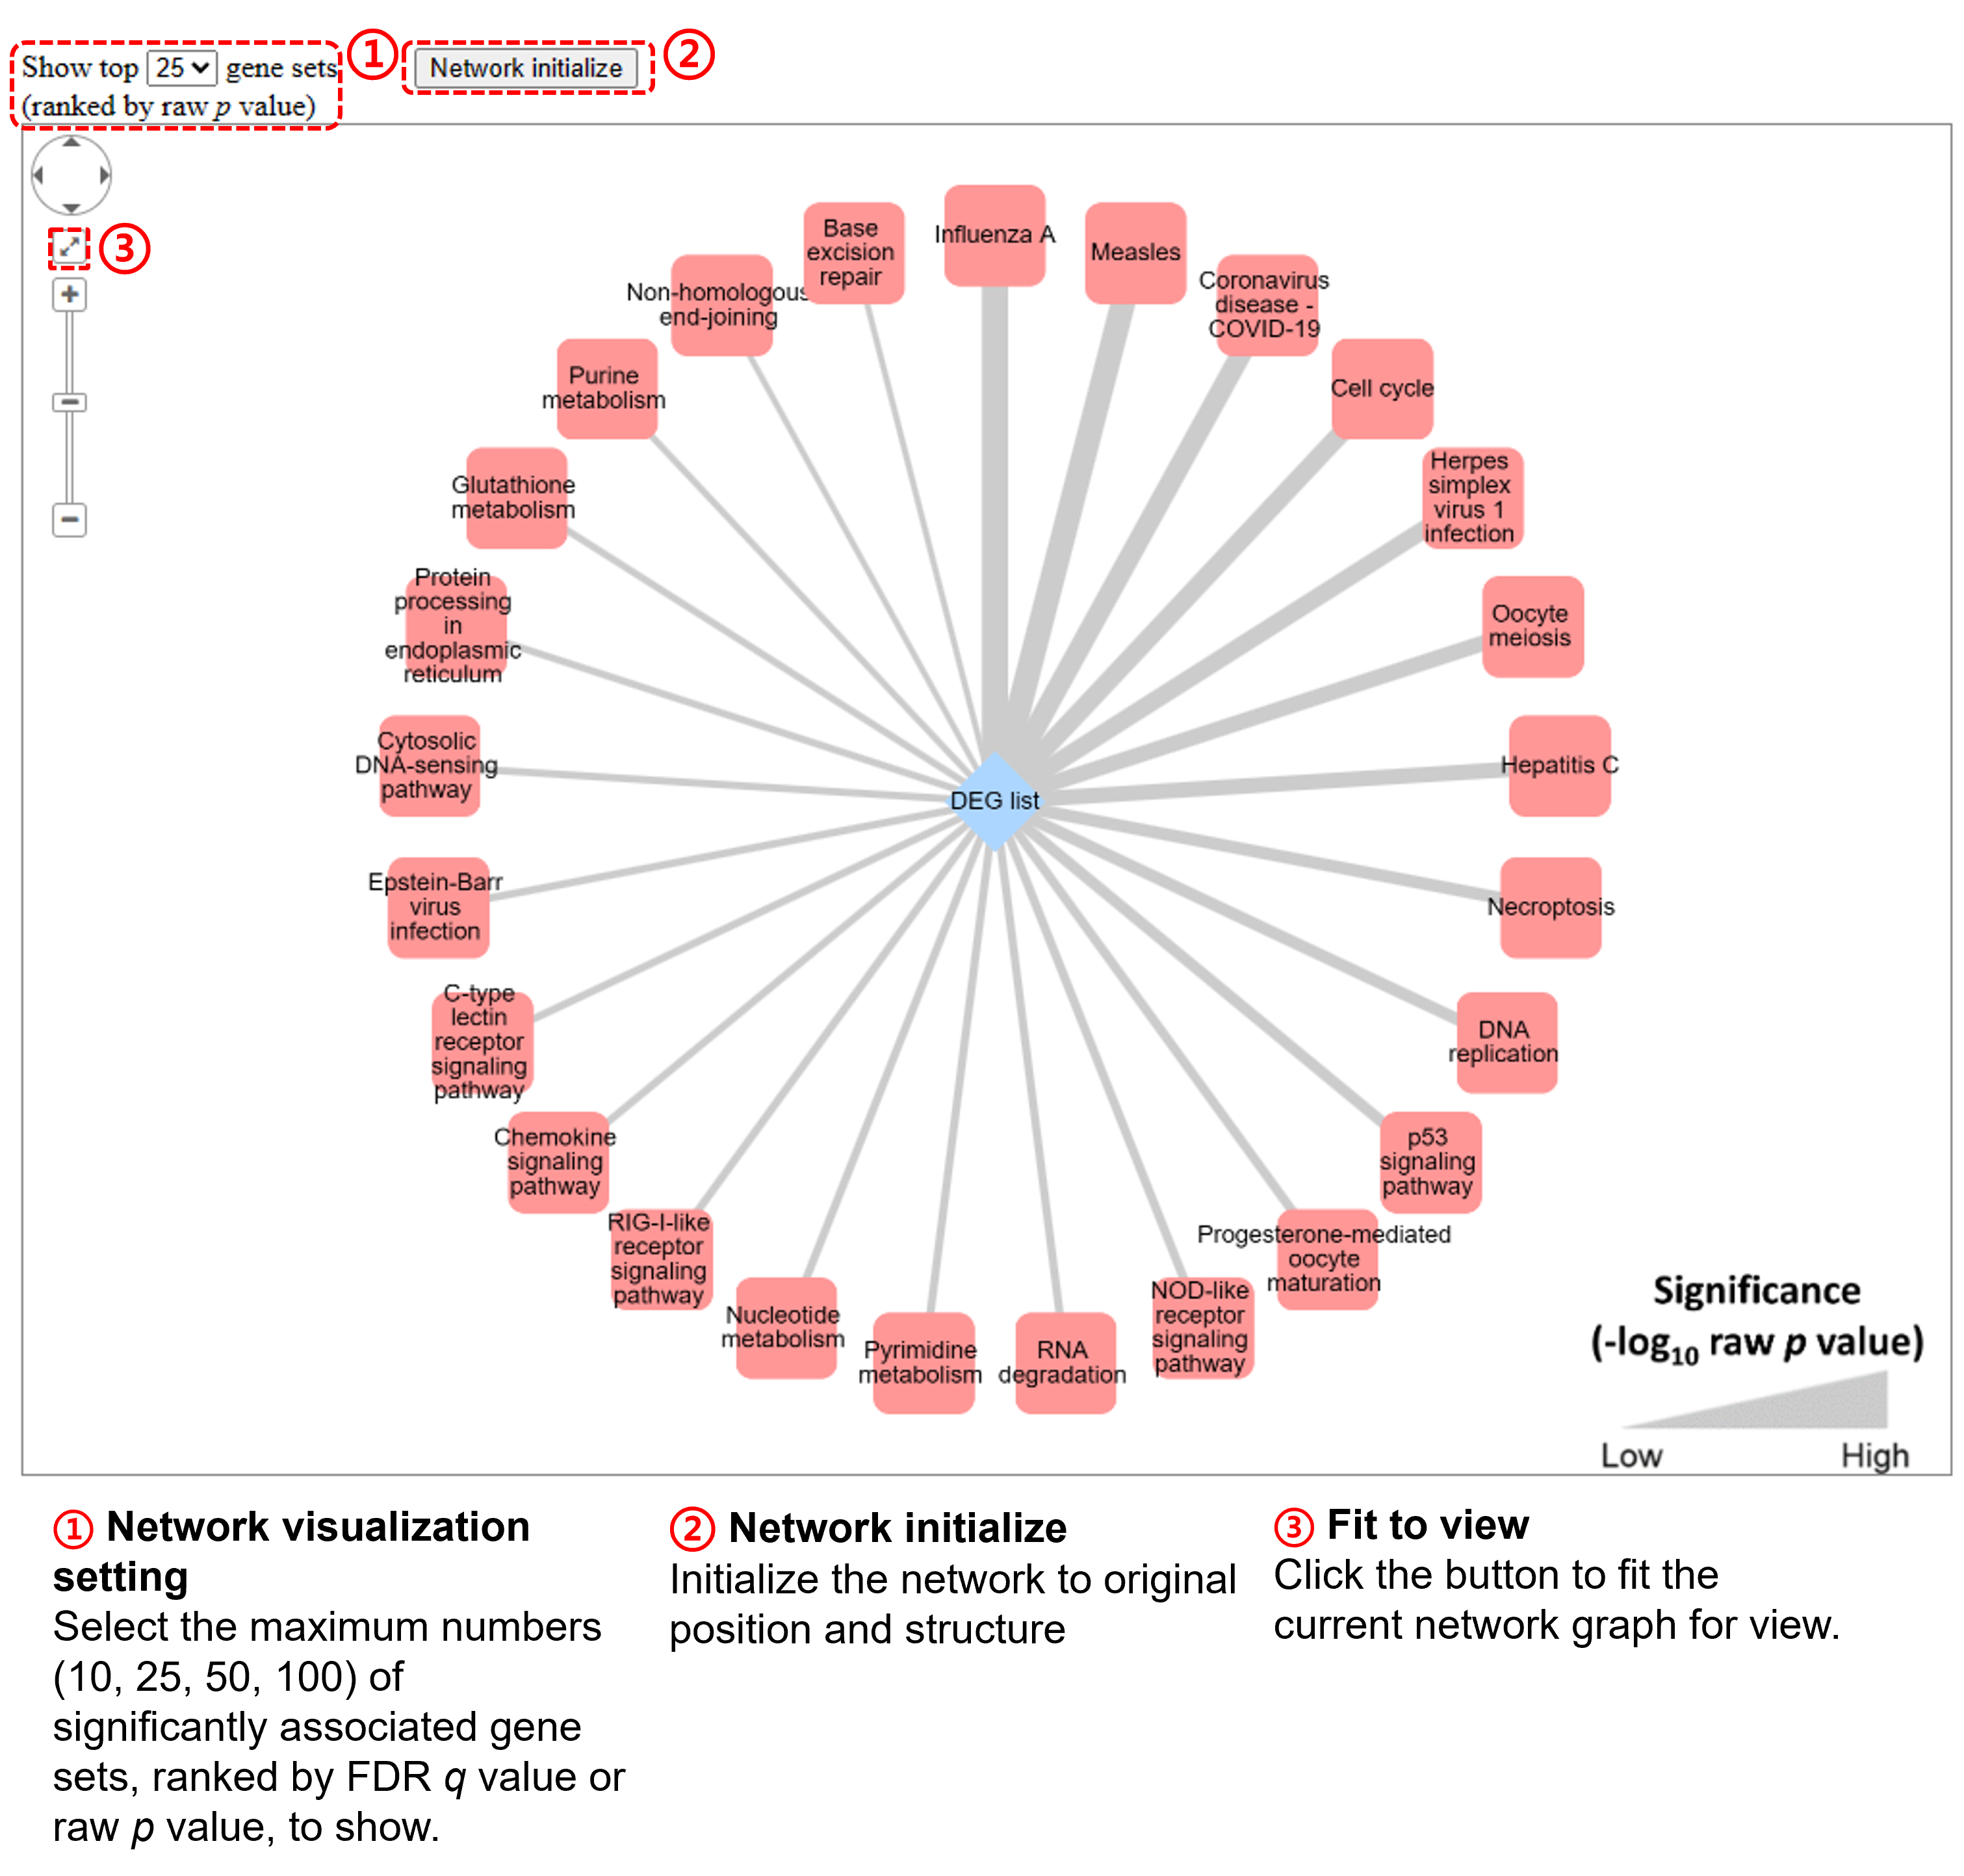 Show top 25 gene sets
(ranked by raw p value)
①
Network initialize
②
③
Influenza A
Measles
Coronavirus
disease -
COVID-19
Cell cycle
Herpes
simplex
virus 1
infection
Oocyte
meiosis
Hepatitis C
Necroptosis
DNA
replication
p53
signaling
pathway
Progesterone-mediated
oocyte
maturation
NOD-like
receptor
signaling
pathway
RNA
degradation
Pyrimidine
metabolism
Nucleotide
metabolism
RIG-I-like
receptor
signaling
pathway
Chemokine
signaling
pathway
C-type
lectin
receptor
signaling
pathway
Epstein-Barr
virus
infection
Cytosolic
DNA-sensing
pathway
Protein
processing
in
endoplasmic
reticulum
Glutathione
metabolism
Purine
metabolism
Non-homologous
end-joining
Base
excision
repair
DEG list
Significance
(-log₁₀ raw p value)
Low High
① Network visualization
setting
Select the maximum numbers
(10, 25, 50, 100) of
significantly associated gene
sets, ranked by FDR q value or
raw p value, to show.
② Network initialize
Initialize the network to original
position and structure
③ Fit to view
Click the button to fit the
current network graph for view.